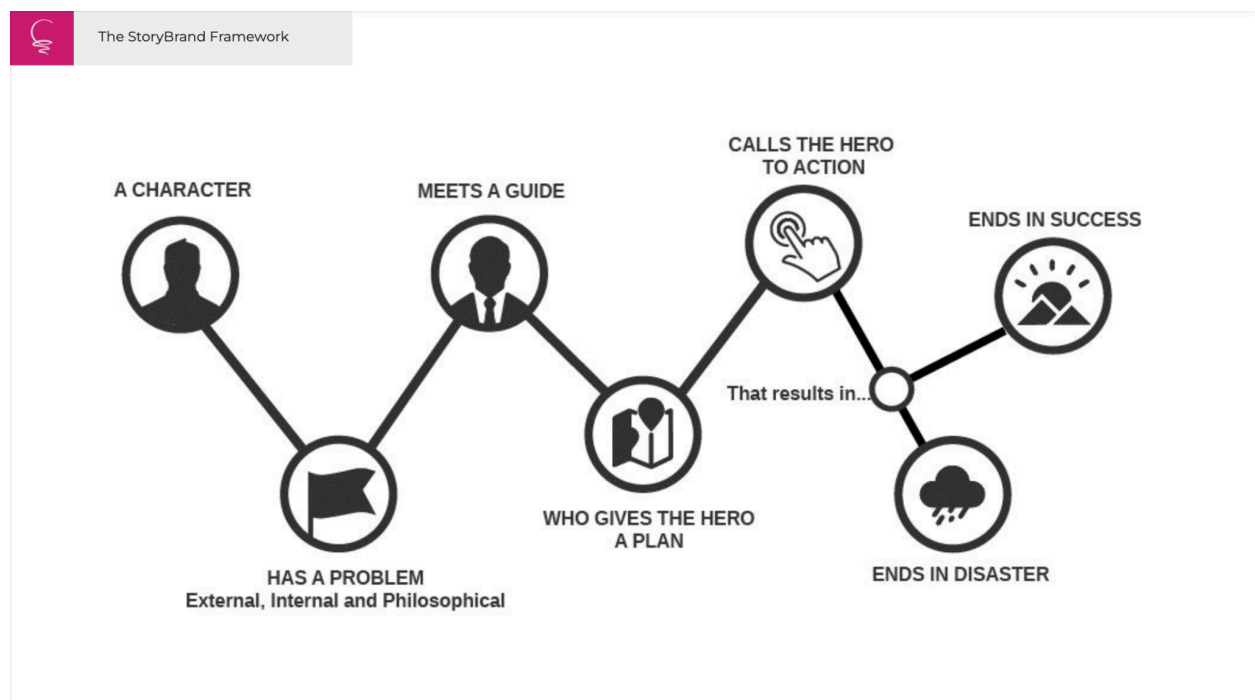 The StoryBrand Framework
A CHARACTER
HAS A PROBLEM
External, Internal and Philosophical
MEETS A GUIDE
WHO GIVES THE HERO
A PLAN
CALLS THE HERO
TO ACTION
That results in...
ENDS IN SUCCESS
ENDS IN DISASTER